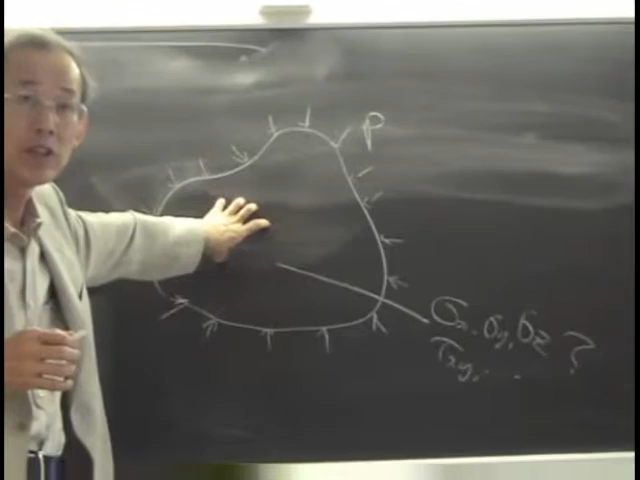 p
σx, σy, σz
τxy, . . ?